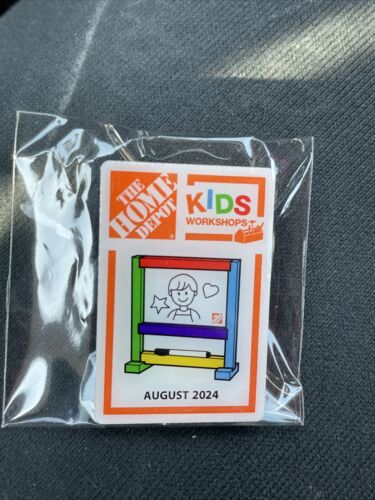 THE
HOME
DEPOT
KIDS
WORKSHOPS
AUGUST 2024